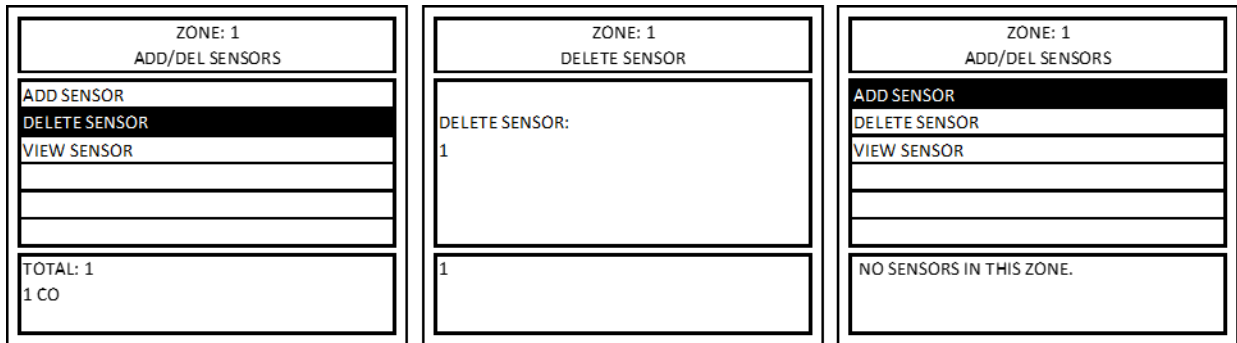 ZONE: 1
ADD/DEL SENSORS
ADD SENSOR
DELETE SENSOR
VIEW SENSOR
TOTAL: 1
1 CO
ZONE: 1
DELETE SENSOR
DELETE SENSOR:
1
1
ZONE: 1
ADD/DEL SENSORS
ADD SENSOR
DELETE SENSOR
VIEW SENSOR
NO SENSORS IN THIS ZONE.